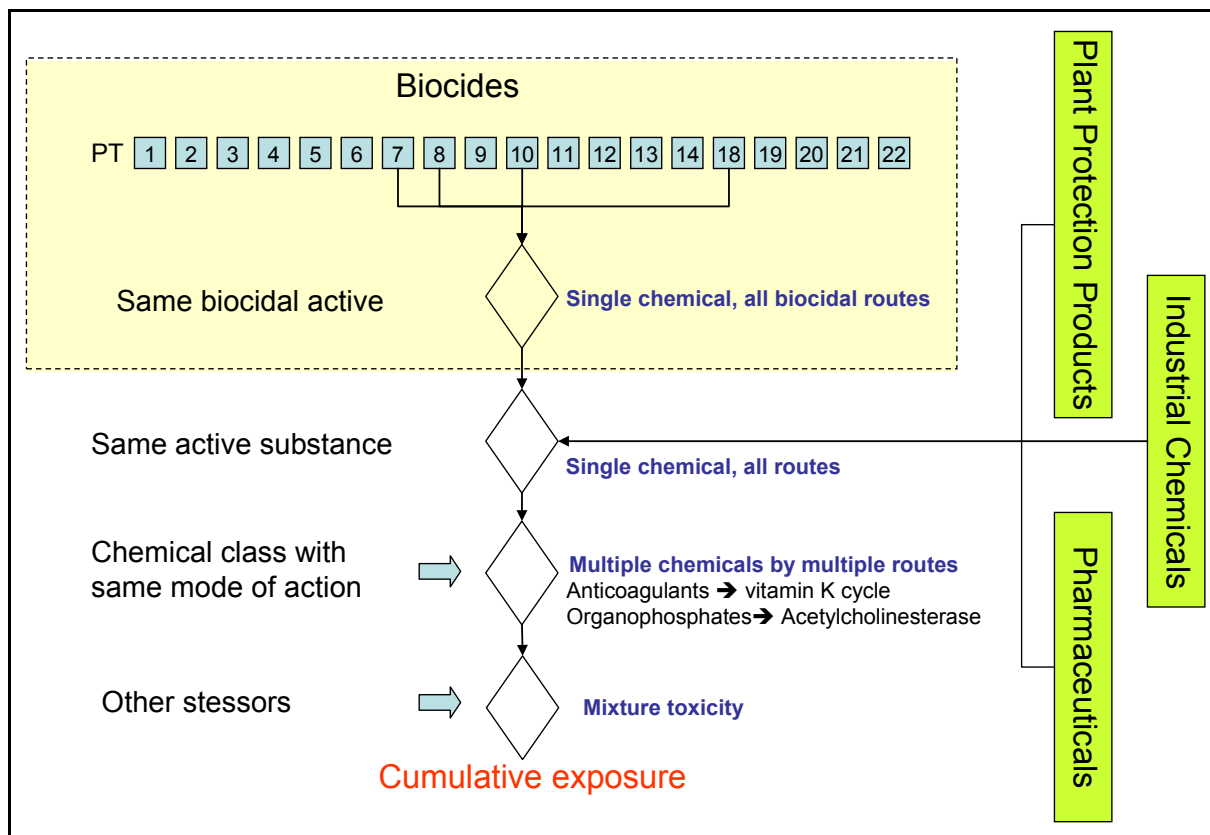 Biocides
PT 1 2 3 4 5 6 7 8 9 10 11 12 13 14 18 19 20 21 22
Same biocidal active
Single chemical, all biocidal routes
Same active substance
Single chemical, all routes
Chemical class with
same mode of action
Multiple chemicals by multiple routes
Anticoagulants ➔ vitamin K cycle
Organophosphates➔ Acetylcholinesterase
Other stessors
Mixture toxicity
Cumulative exposure
Plant Protection Products
Industrial Chemicals
Pharmaceuticals